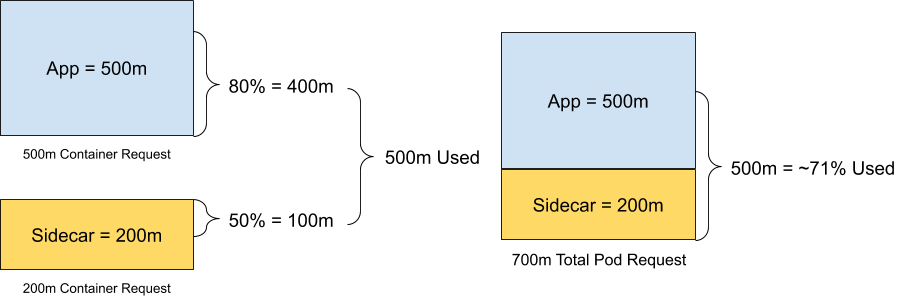 App = 500m
80% = 400m
500m Container Request
500m Used
Sidecar = 200m
50% = 100m
200m Container Request
App = 500m
500m = ~71% Used
Sidecar = 200m
700m Total Pod Request